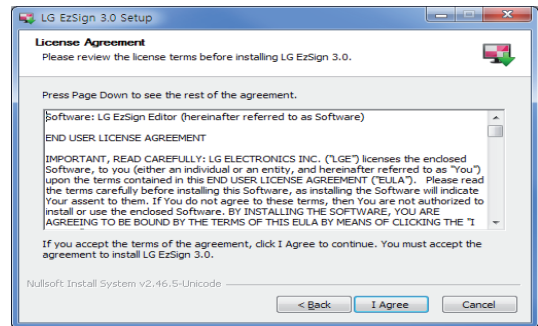 LG EzSign 3.0 Setup
License Agreement
Please review the license terms before installing LG EzSign 3.0.
Press Page Down to see the rest of the agreement.
Software: LG EzSign Editor (hereinafter referred to as Software)
END USER LICENSE AGREEMENT
IMPORTANT, READ CAREFULLY: LG ELECTRONICS INC. ("LGE") licenses the enclosed
Software, to you (either an individual or an entity, and hereinafter referred to as "You")
upon the terms contained in this END USER LICENSE AGREEMENT ("EULA"). Please read
the terms carefully before installing this Software, as installing the Software will indicate
Your assent to them. If You do not agree to these terms, then You are not authorized to
install or use the enclosed Software. BY INSTALLING THE SOFTWARE, YOU ARE
AGREEING TO BE BOUND BY THE TERMS OF THIS EULA BY MEANS OF CLICKING THE "I
If you accept the terms of the agreement, click I Agree to continue. You must accept the
agreement to install LG EzSign 3.0.
Nullsoft Install System v2.46.5-Unicode
< Back
I Agree
Cancel